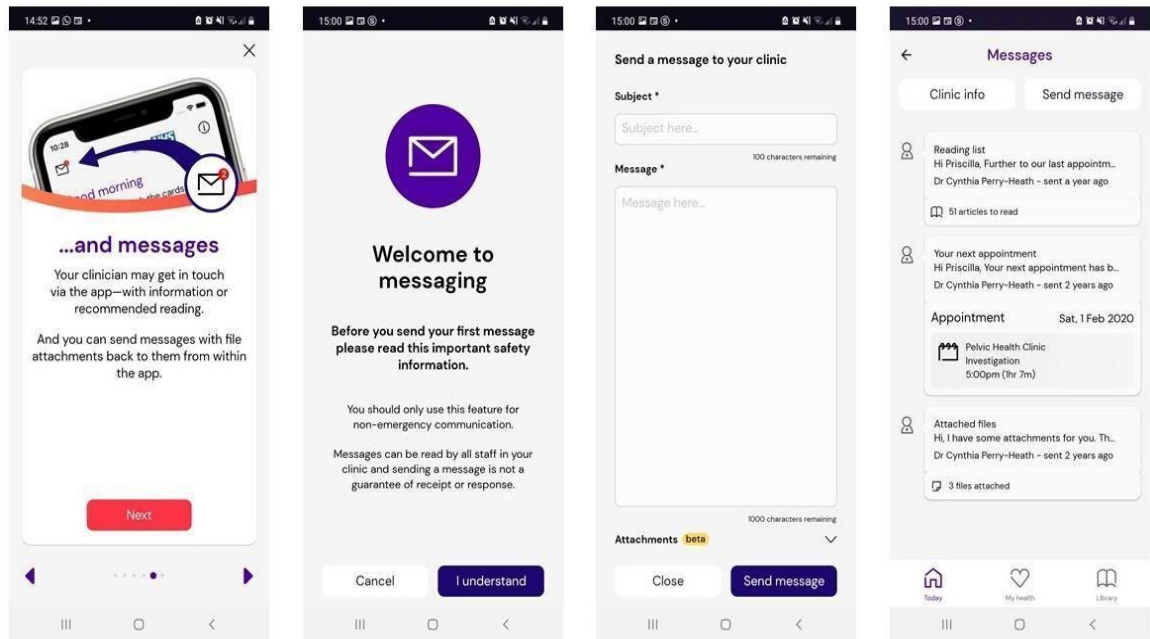 14:52
...and messages
Your clinician may get in touch
via the app—with information or
recommended reading.
And you can send messages with file
attachments back to them from within
the app.
Next
10:28
NHS
morning
the cards
2
15:00
Welcome to
messaging
Before you send your first message
please read this important safety
information.
You should only use this feature for
non-emergency communication.
Messages can be read by all staff in your
clinic and sending a message is not a
guarantee of receipt or response.
Cancel
I understand
15:00
Send a message to your clinic
Subject *
Subject here...
100 characters remaining
Message *
Message here...
1000 characters remaining
Attachments beta
Close
Send message
15:00
Messages
Clinic info
Send message
Reading list
Hi Priscilla, Further to our last appointm...
Dr Cynthia Perry-Heath - sent a year ago
51 articles to read
Your next appointment
Hi Priscilla, Your next appointment has b...
Dr Cynthia Perry-Heath - sent 2 years ago
Appointment
Sat, 1 Feb 2020
Pelvic Health Clinic
Investigation
5:00pm (1hr 7m)
Attached files
Hi, I have some attachments for you. Th...
Dr Cynthia Perry-Heath - sent 2 years ago
3 files attached
Today
My health
Library